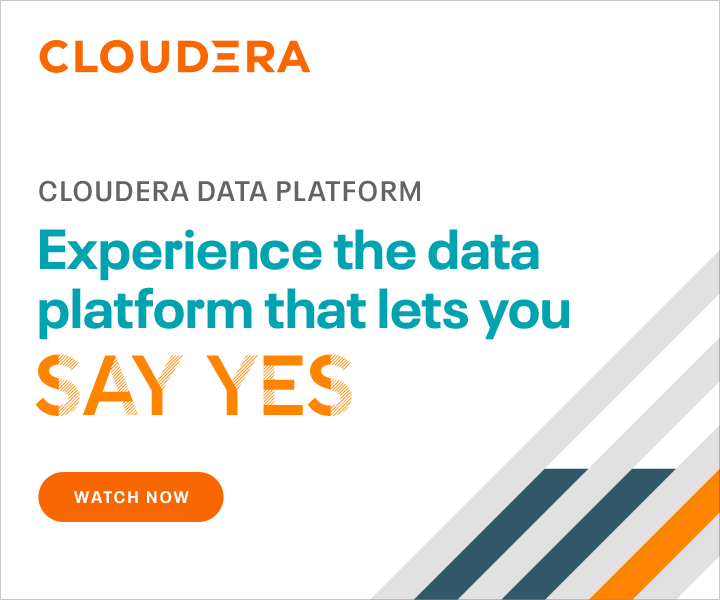 CLOUDERA
CLOUDERA DATA PLATFORM
Experience the data
platform that lets you
SAY YES
WATCH NOW